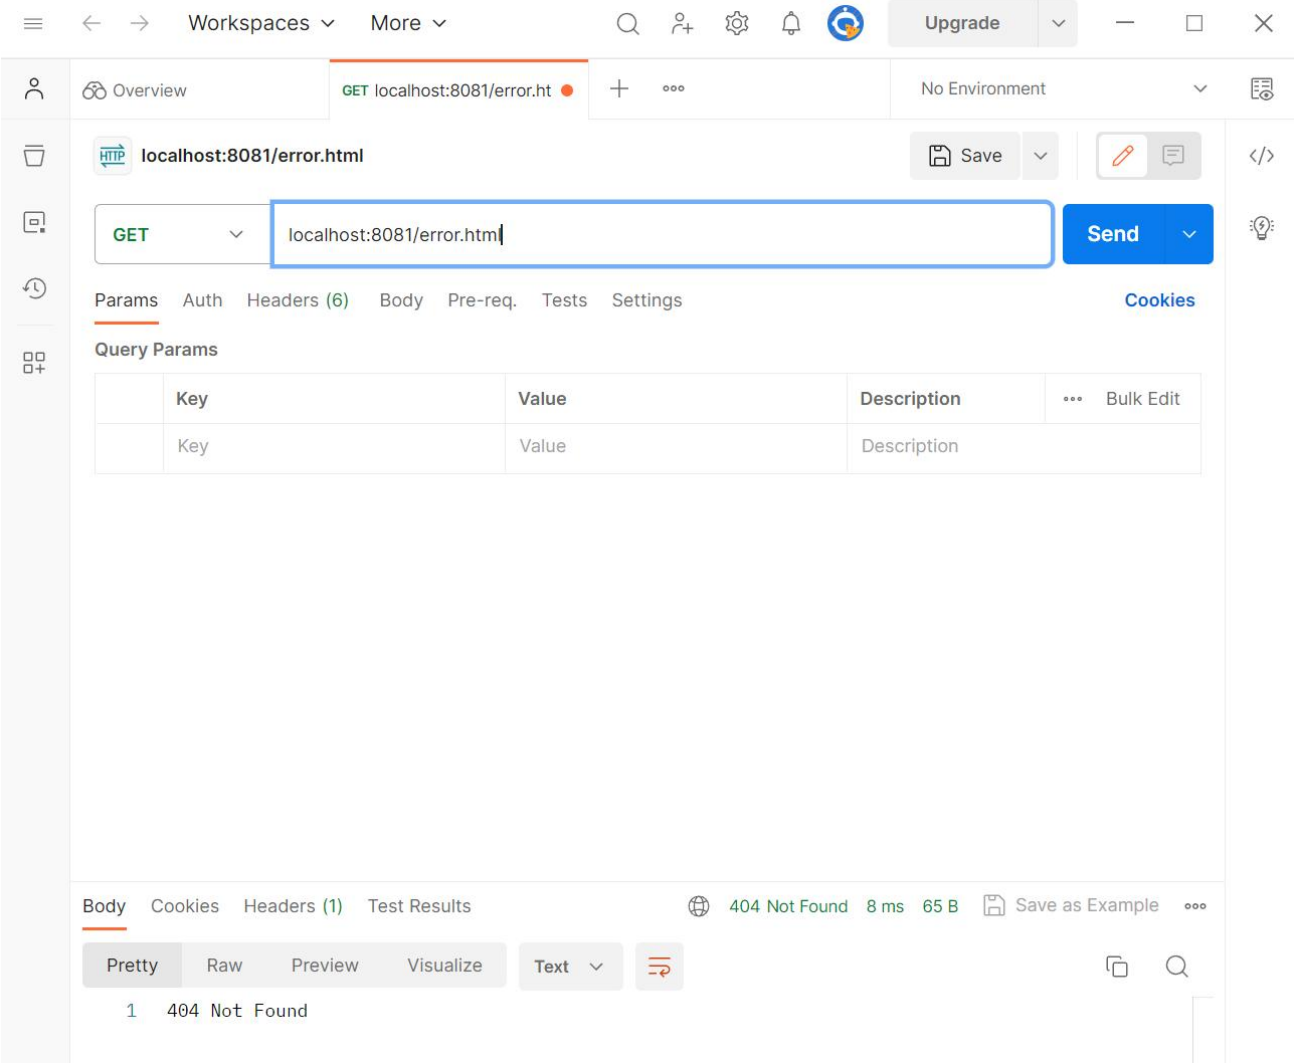 Workspaces More Upgrade
Overview GET localhost:8081/error.ht No Environment
HTTP localhost:8081/error.html Save
GET localhost:8081/error.html Send
Params Auth Headers (6) Body Pre-req. Tests Settings Cookies
Query Params
Key Value Description Bulk Edit
Key Value Description
Body Cookies Headers (1) Test Results 404 Not Found 8 ms 65 B Save as Example
Pretty Raw Preview Visualize Text
1 404 Not Found